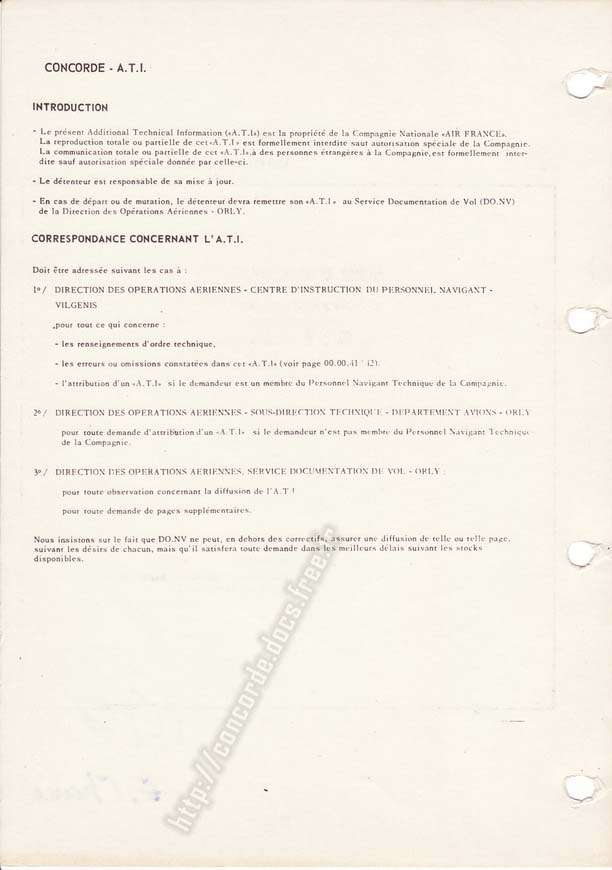 CONCORDE - A.T.I.
INTRODUCTION
- Le présent Additional Technical Information («A.T.I») est la propriété de la Compagnie Nationale «AIR FRANCE».
La reproduction totale ou partielle de cet «A.T.I» est formellement interdite sauf autorisation spéciale de la Compagnie.
La communication totale ou partielle de cet «A.T.I».à des personnes étrangères à la Compagnie, est formellement inter-
dite sauf autorisation spéciale donnée par celle-ci.
- Le détenteur est responsable de sa mise à jour.
- En cas de départ ou de mutation, le détenteur devra remettre son «A.T.I» au Service Documentation de Vol (DO.NV)
de la Direction des Opérations Aériennes - ORLY.
CORRESPONDANCE CONCERNANT L'A.T.I.
Doit être adressée suivant les cas à :
1º/ DIRECTION DES OPERATIONS AERIENNES - CENTRE D'INSTRUCTION DU PERSONNEL NAVIGANT -
VILGENIS
pour tout ce qui concerne :
- les renseignements d'ordre technique,
- les erreurs ou omissions constatées dans cet «A.T.I» (voir page 00.00.41
- l'attribution d'un «A.T.I» si le demandeur est un membre du Personnel Navigant Technique de la Compagnie.
2º/ DIRECTION DES OPERATIONS AERIENNES - SOUS-DIRECTION TECHNIQUE - DEPARTEMENT AVIONS - ORLY
pour toute demande d'attribution d'un «A.T.I» si le demandeur n'est pas membre du Personnel Navigant Technique
de la Compagnie.
3º/ DIRECTION DES OPERATIONS AERIENNES, SERVICE DOCUMENTATION DE VOL - ORLY :
pour toute observation concernant la diffusion de l'A.T.I
pour toute demande de pages supplémentaires.
Nous insistons sur le fait que DO.NV ne peut, en dehors des correctifs, assurer une diffusion de telle ou telle page,
suivant les désirs de chacun, mais qu'il satisfera toute demande dans les meilleurs délais suivant les stocks
disponibles.
http://concorde.docs.free.fr